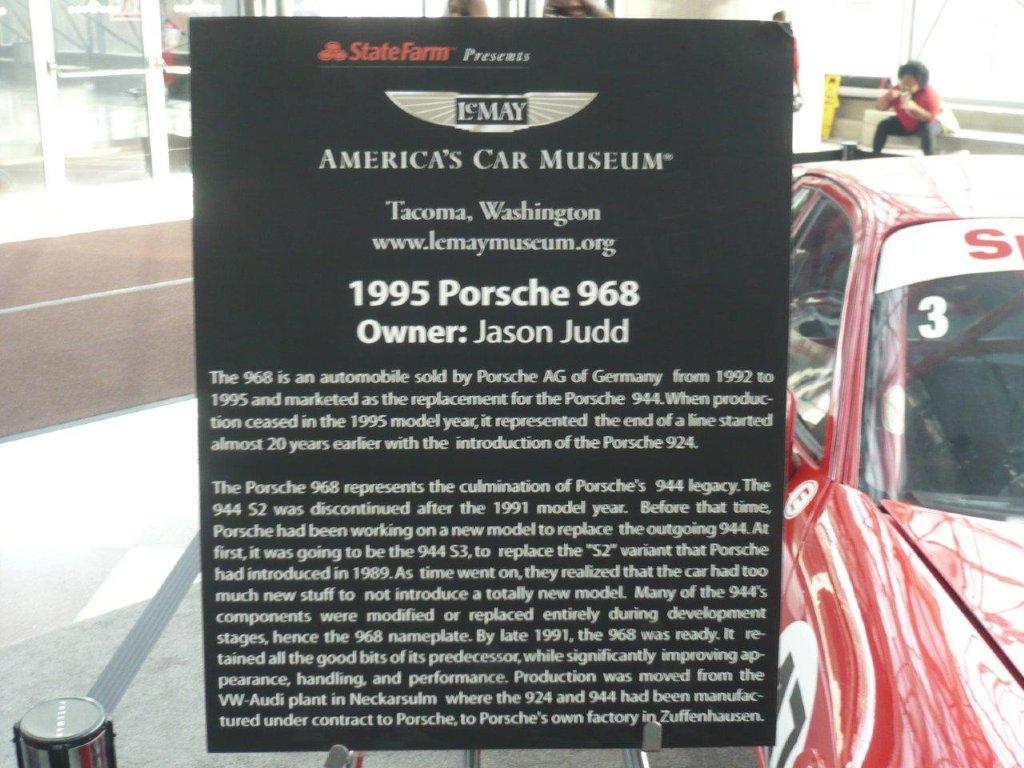 StateFarm™ Presents
LeMAY
AMERICA'S CAR MUSEUM®
Tacoma, Washington
www.lemaymuseum.org
1995 Porsche 968
Owner: Jason Judd
The 968 is an automobile sold by Porsche AG of Germany from 1992 to
1995 and marketed as the replacement for the Porsche 944. When produc-
tion ceased in the 1995 model year, it represented the end of a line started
almost 20 years earlier with the introduction of the Porsche 924.
The Porsche 968 represents the culmination of Porsche's 944 legacy. The
944 S2 was discontinued after the 1991 model year. Before that time,
Porsche had been working on a new model to replace the outgoing 944. At
first, it was going to be the 944 S3, to replace the "S2" variant that Porsche
had introduced in 1989. As time went on, they realized that the car had too
much new stuff to not introduce a totally new model. Many of the 944's
components were modified or replaced entirely during development
stages, hence the 968 nameplate. By late 1991, the 968 was ready. It re-
tained all the good bits of its predecessor, while significantly improving ap-
pearance, handling, and performance. Production was moved from the
VW-Audi plant in Neckarsulm where the 924 and 944 had been manufac-
tured under contract to Porsche, to Porsche's own factory in Zuffenhausen.
3